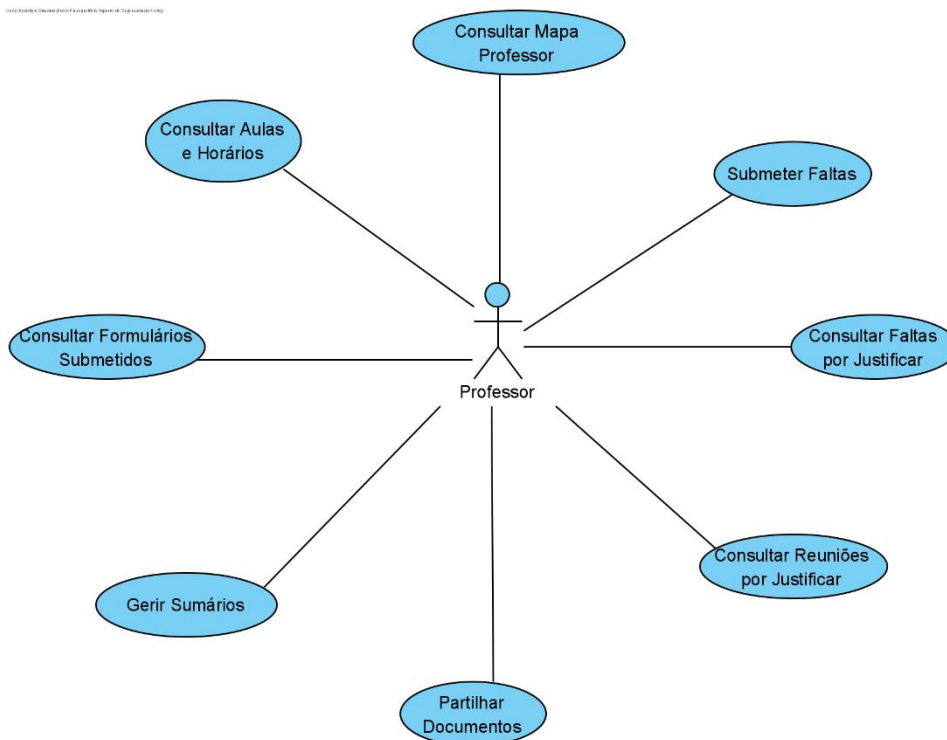 Consultar Mapa
Professor
Consultar Aulas
e Horários
Submeter Faltas
Consultar Formulários
Submetidos
Consultar Faltas
por Justificar
Professor
Consultar Reuniões
por Justificar
Gerir Sumários
Partilhar
Documentos